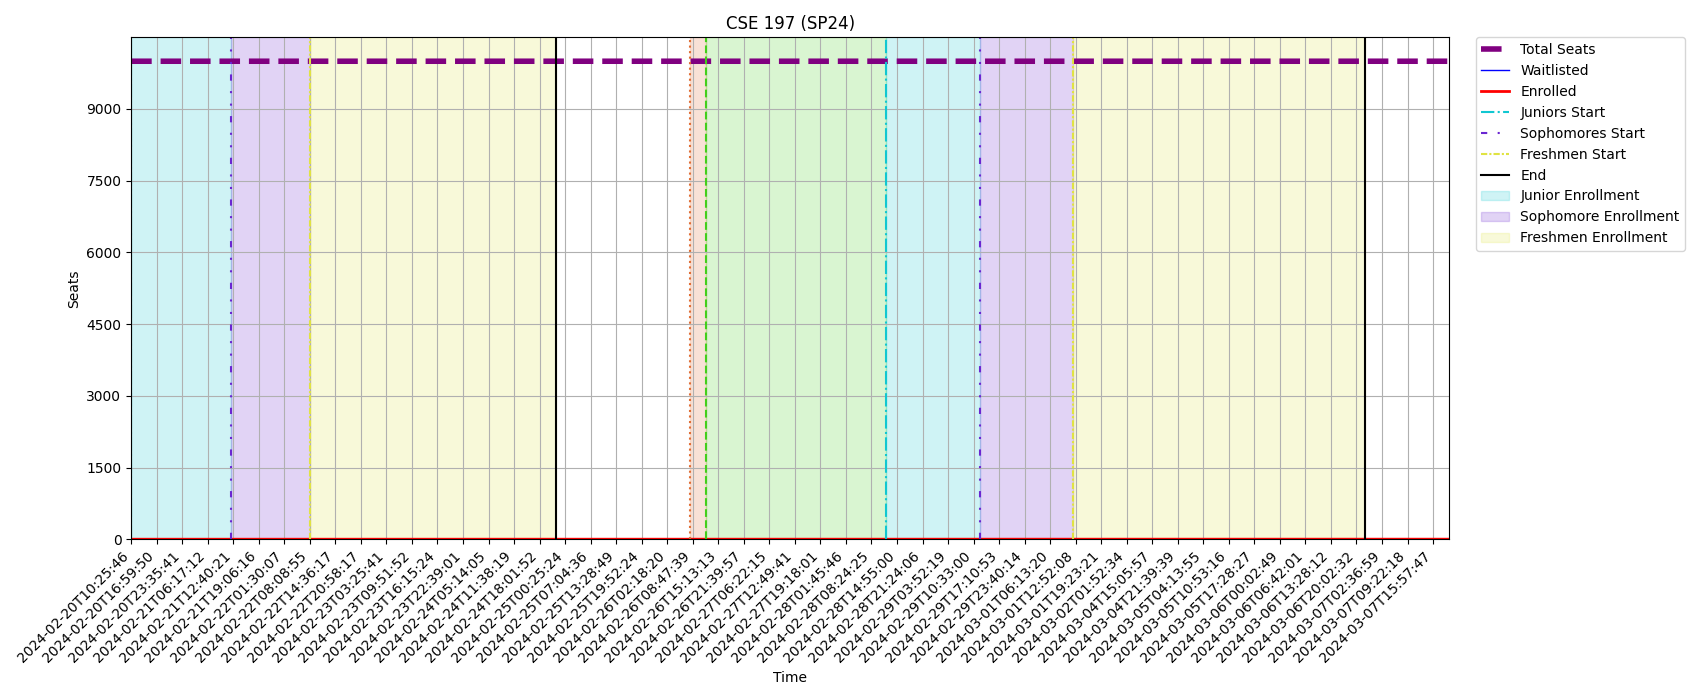 CSE 197 (SP24)
Total Seats
Waitlisted
Enrolled
Juniors Start
Sophomores Start
Freshmen Start
End
Junior Enrollment
Sophomore Enrollment
Freshmen Enrollment
Seats
9000
7500
6000
4500
3000
1500
0
2024-02-20T10:25:46
2024-02-20T16:59:50
2024-02-20T23:35:41
2024-02-21T06:17:12
2024-02-21T12:40:21
2024-02-21T19:06:16
2024-02-22T01:30:07
2024-02-22T08:08:55
2024-02-22T14:36:17
2024-02-22T20:58:17
2024-02-23T03:25:41
2024-02-23T09:51:52
2024-02-23T16:15:24
2024-02-23T22:39:01
2024-02-24T05:14:05
2024-02-24T11:38:19
2024-02-24T18:01:52
2024-02-25T00:25:24
2024-02-25T07:04:36
2024-02-25T13:28:49
2024-02-25T19:52:24
2024-02-26T02:18:20
2024-02-26T08:47:39
2024-02-26T15:13:13
2024-02-26T21:39:57
2024-02-27T06:22:15
2024-02-27T12:49:41
2024-02-27T19:18:01
2024-02-28T01:45:46
2024-02-28T08:24:25
2024-02-28T14:55:00
2024-02-28T21:24:06
2024-02-29T03:52:19
2024-02-29T10:33:00
2024-02-29T17:10:53
2024-02-29T23:40:14
2024-03-01T06:13:20
2024-03-01T12:52:08
2024-03-01T19:23:21
2024-03-02T01:52:34
2024-03-04T15:05:57
2024-03-04T21:39:39
2024-03-05T04:13:55
2024-03-05T10:53:16
2024-03-05T17:28:27
2024-03-06T00:02:49
2024-03-06T06:42:01
2024-03-06T13:28:12
2024-03-06T20:02:32
2024-03-07T02:36:59
2024-03-07T09:22:18
2024-03-07T15:57:47
Time